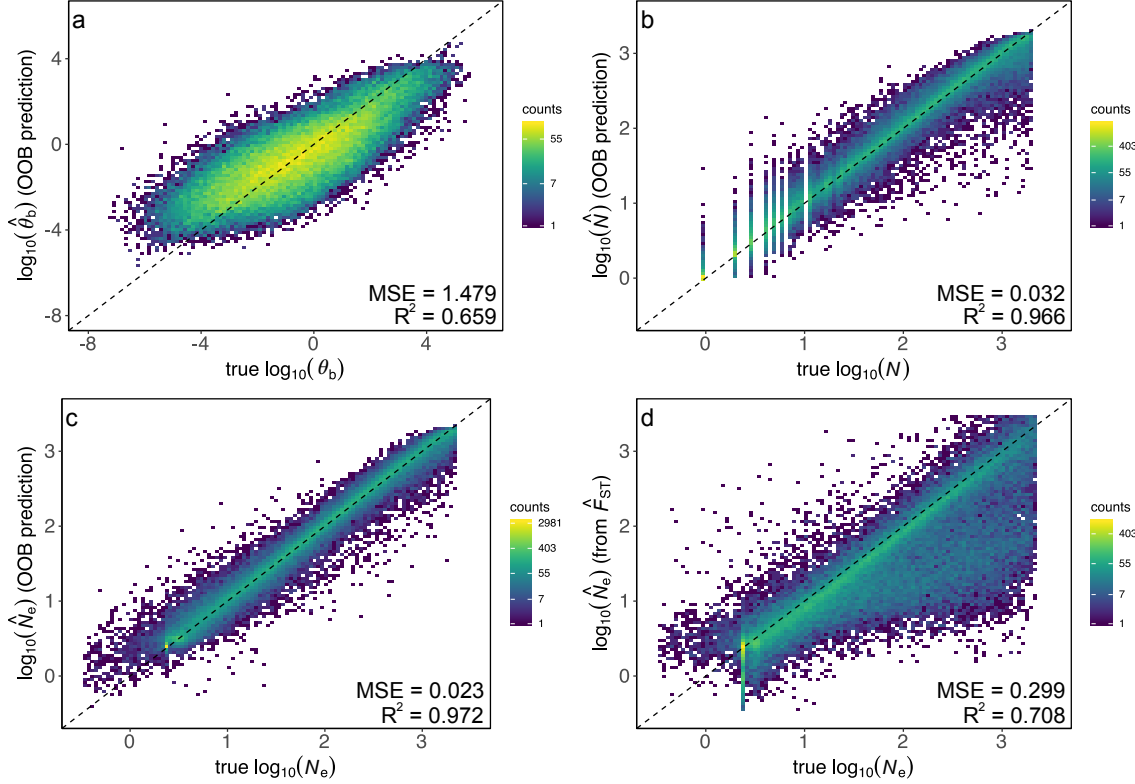 a
log10(θ̂b) (OOB prediction)
4
0
-4
-8
-8
-4
0
4
true log10(θb)
MSE = 1.479
R² = 0.659
counts
55
7
1
b
log10(N̂) (OOB prediction)
3
2
1
0
0
1
2
3
true log10(N)
MSE = 0.032
R² = 0.966
counts
403
55
7
1
c
log10(N̂e) (OOB prediction)
3
2
1
0
0
1
2
3
true log10(Ne)
MSE = 0.023
R² = 0.972
counts
2981
403
55
7
1
d
log10(N̂e) (from F̂ST)
3
2
1
0
0
1
2
3
true log10(Ne)
MSE = 0.299
R² = 0.708
counts
403
55
7
1